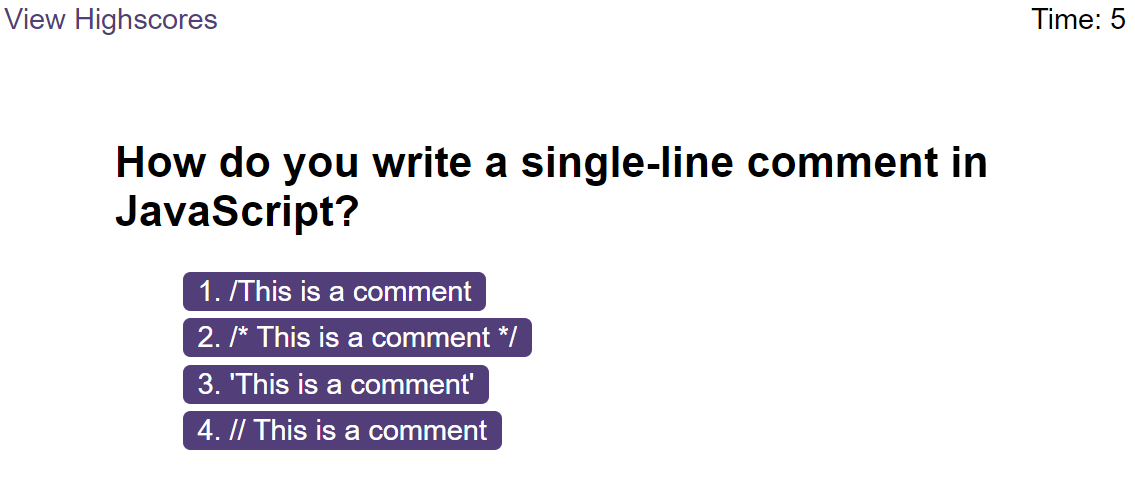 View Highscores
Time: 5
How do you write a single-line comment in
JavaScript?
1. /This is a comment
2. /* This is a comment */
3. 'This is a comment'
4. // This is a comment